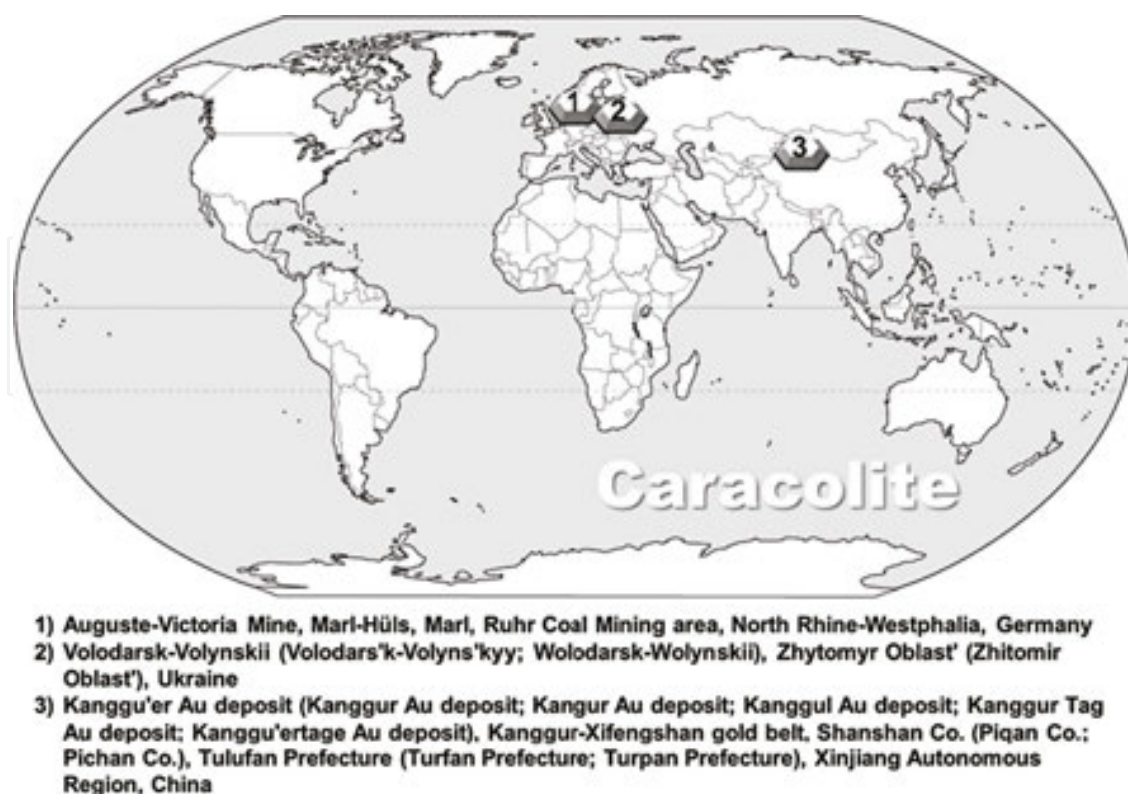 1
2
3
Caracolite
1) Auguste-Victoria Mine, Marl-Hüls, Marl, Ruhr Coal Mining area, North Rhine-Westphalia, Germany
2) Volodarsk-Volynskii (Volodars'k-Volyns'kyy; Wolodarsk-Wolynskii), Zhytomyr Oblast' (Zhitomir
Oblast'), Ukraine
3) Kanggu'er Au deposit (Kanggur Au deposit; Kangur Au deposit; Kanggul Au deposit; Kanggur Tag
Au deposit; Kanggu'ertage Au deposit), Kanggur-Xifengshan gold belt, Shanshan Co. (Piqan Co.;
Pichan Co.), Tulufan Prefecture (Turfan Prefecture; Turpan Prefecture), Xinjiang Autonomous
Region, China